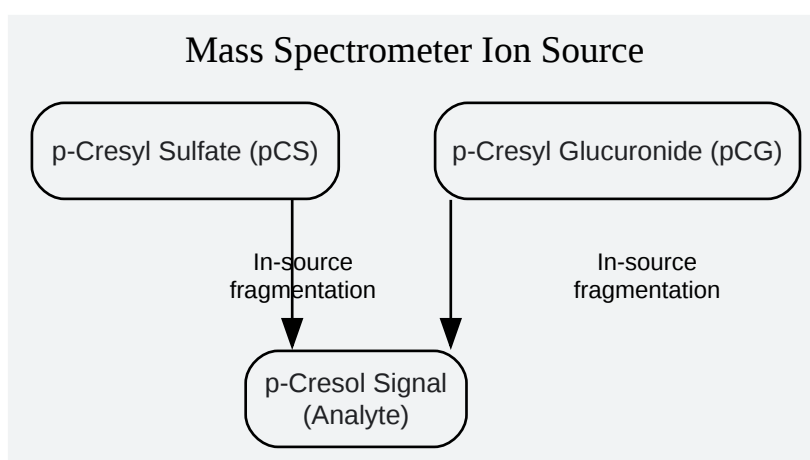 Mass Spectrometer Ion Source
p-Cresyl Sulfate (pCS)
p-Cresyl Glucuronide (pCG)
In-source
fragmentation
In-source
fragmentation
p-Cresol Signal
(Analyte)